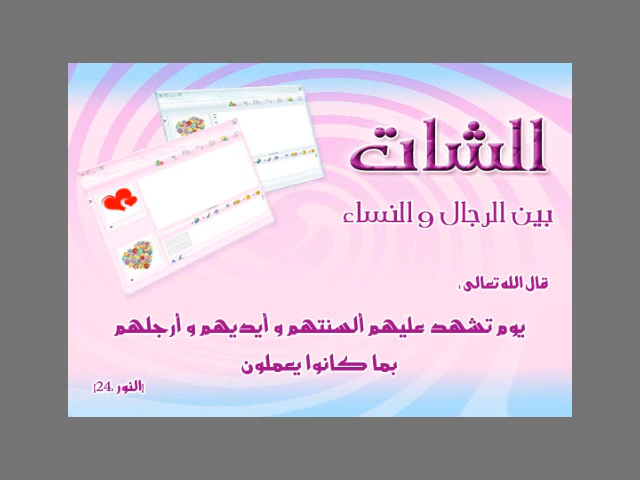 الشات
بين الرجال و النساء
قال الله تعالى :
يوم تشهد عليهم ألسنتهم و أيديهم و أرجلهم
بما كانوا يعملون
[النور ،24]